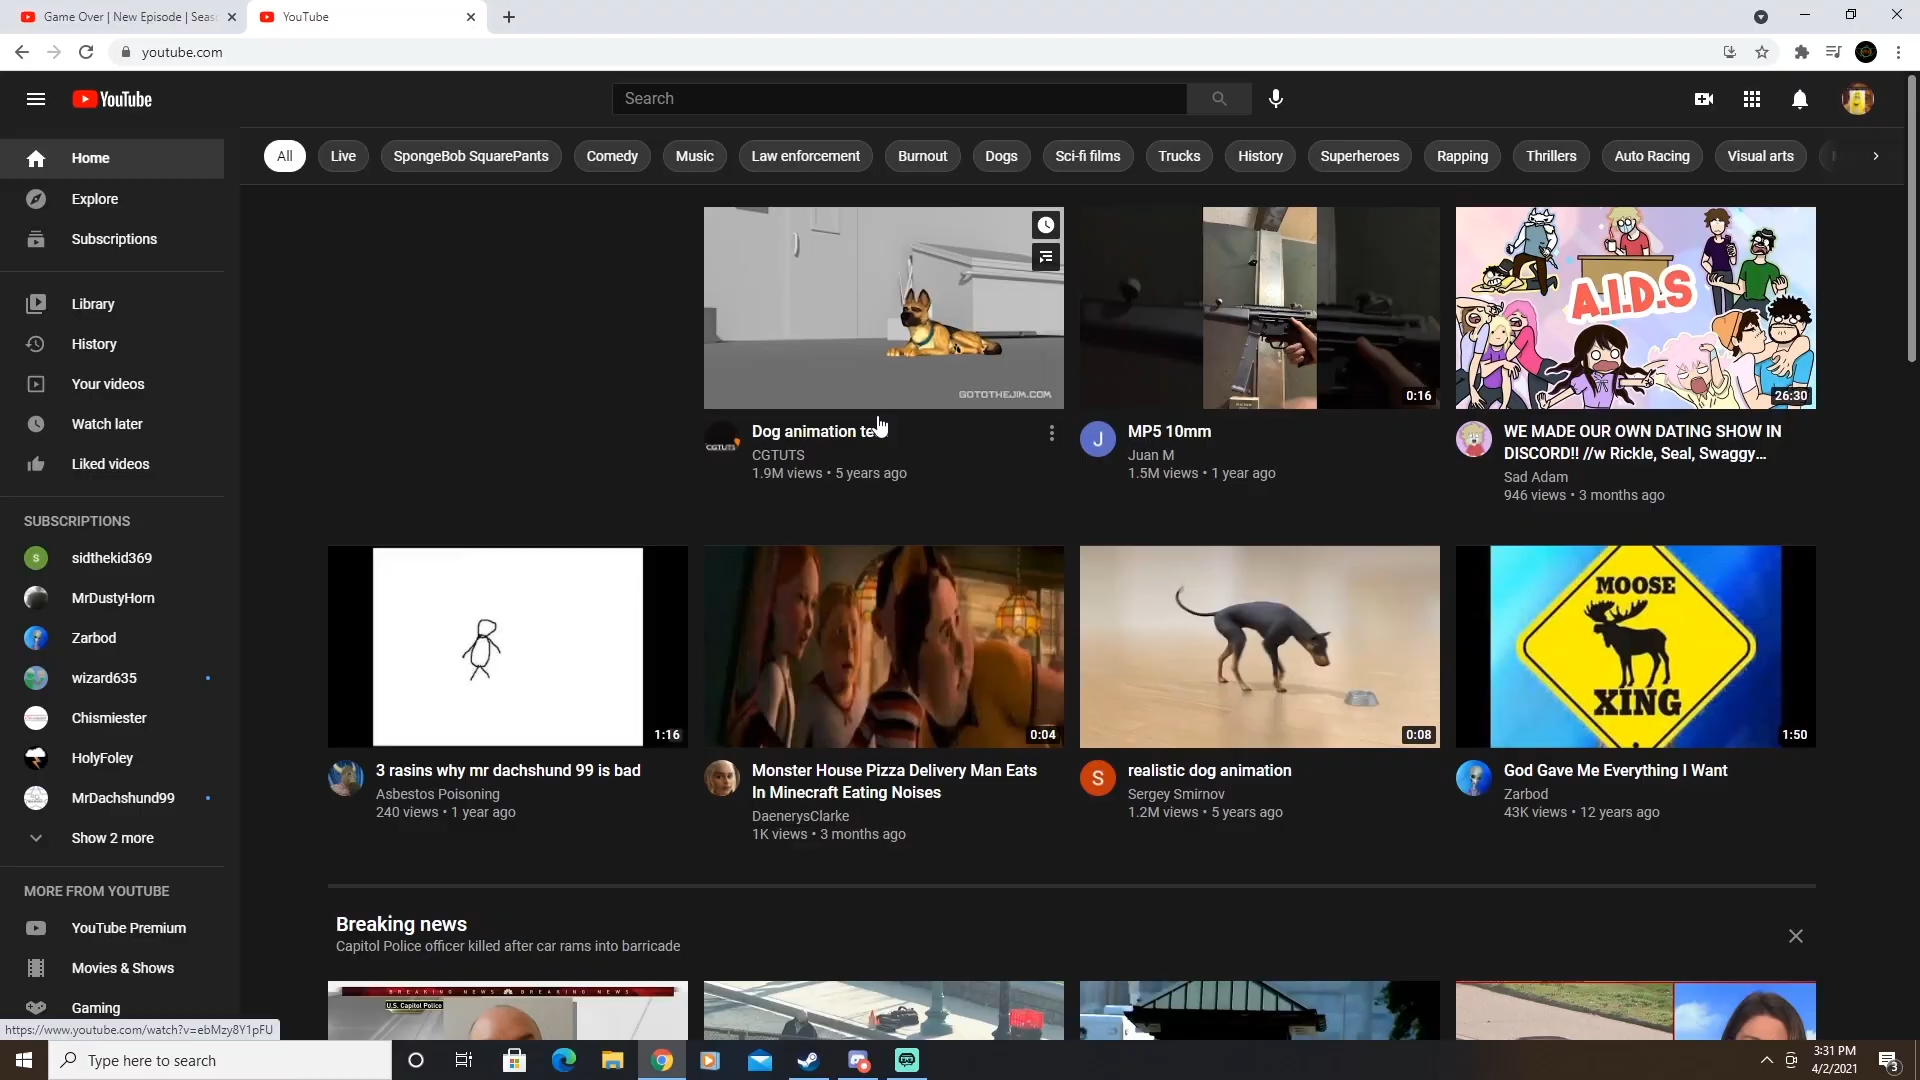 Game Over | New Episode | Seas
YouTube
youtube.com
YouTube
Search
Home
Explore
Subscriptions
Library
History
Your videos
Watch later
Liked videos
SUBSCRIPTIONS
sidthekid369
MrDustyHorn
Zarbod
wizard635
Chismiester
HolyFoley
MrDachshund99
Show 2 more
MORE FROM YOUTUBE
YouTube Premium
Movies & Shows
Gaming
All
Live
SpongeBob SquarePants
Comedy
Music
Law enforcement
Burnout
Dogs
Sci-fi films
Trucks
History
Superheroes
Rapping
Thrillers
Auto Racing
Visual arts
GOTOTHEJIM.COM
CGTUTS
Dog animation te
CGTUTS
1.9M views • 5 years ago
0:16
J
MP5 10mm
Juan M
1.5M views • 1 year ago
A.I.D.S
26:30
WE MADE OUR OWN DATING SHOW IN
DISCORD!! //w Rickle, Seal, Swaggy...
Sad Adam
946 views • 3 months ago
1:16
3 rasins why mr dachshund 99 is bad
Asbestos Poisoning
240 views • 1 year ago
0:04
Monster House Pizza Delivery Man Eats
In Minecraft Eating Noises
DaenerysClarke
1K views • 3 months ago
0:08
S
realistic dog animation
Sergey Smirnov
1.2M views • 5 years ago
MOOSE
XING
1:50
God Gave Me Everything I Want
Zarbod
43K views • 12 years ago
Breaking news
Capitol Police officer killed after car rams into barricade
BREAKING NEWS BREAKING NEWS
U.S. Capitol Police
https://www.youtube.com/watch?v=ebMzy8Y1pFU
Type here to search
3:31 PM
4/2/2021
3